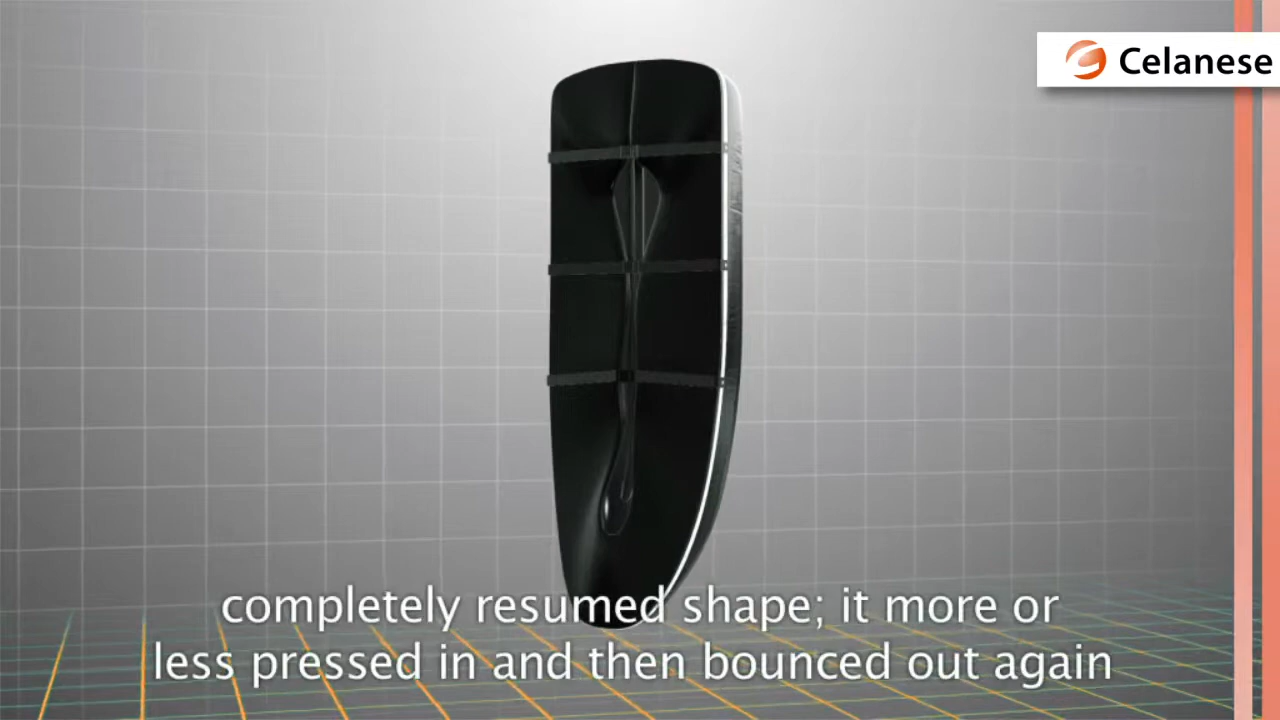 Celanese
completely resumed shape; it more or
less pressed in and then bounced out again